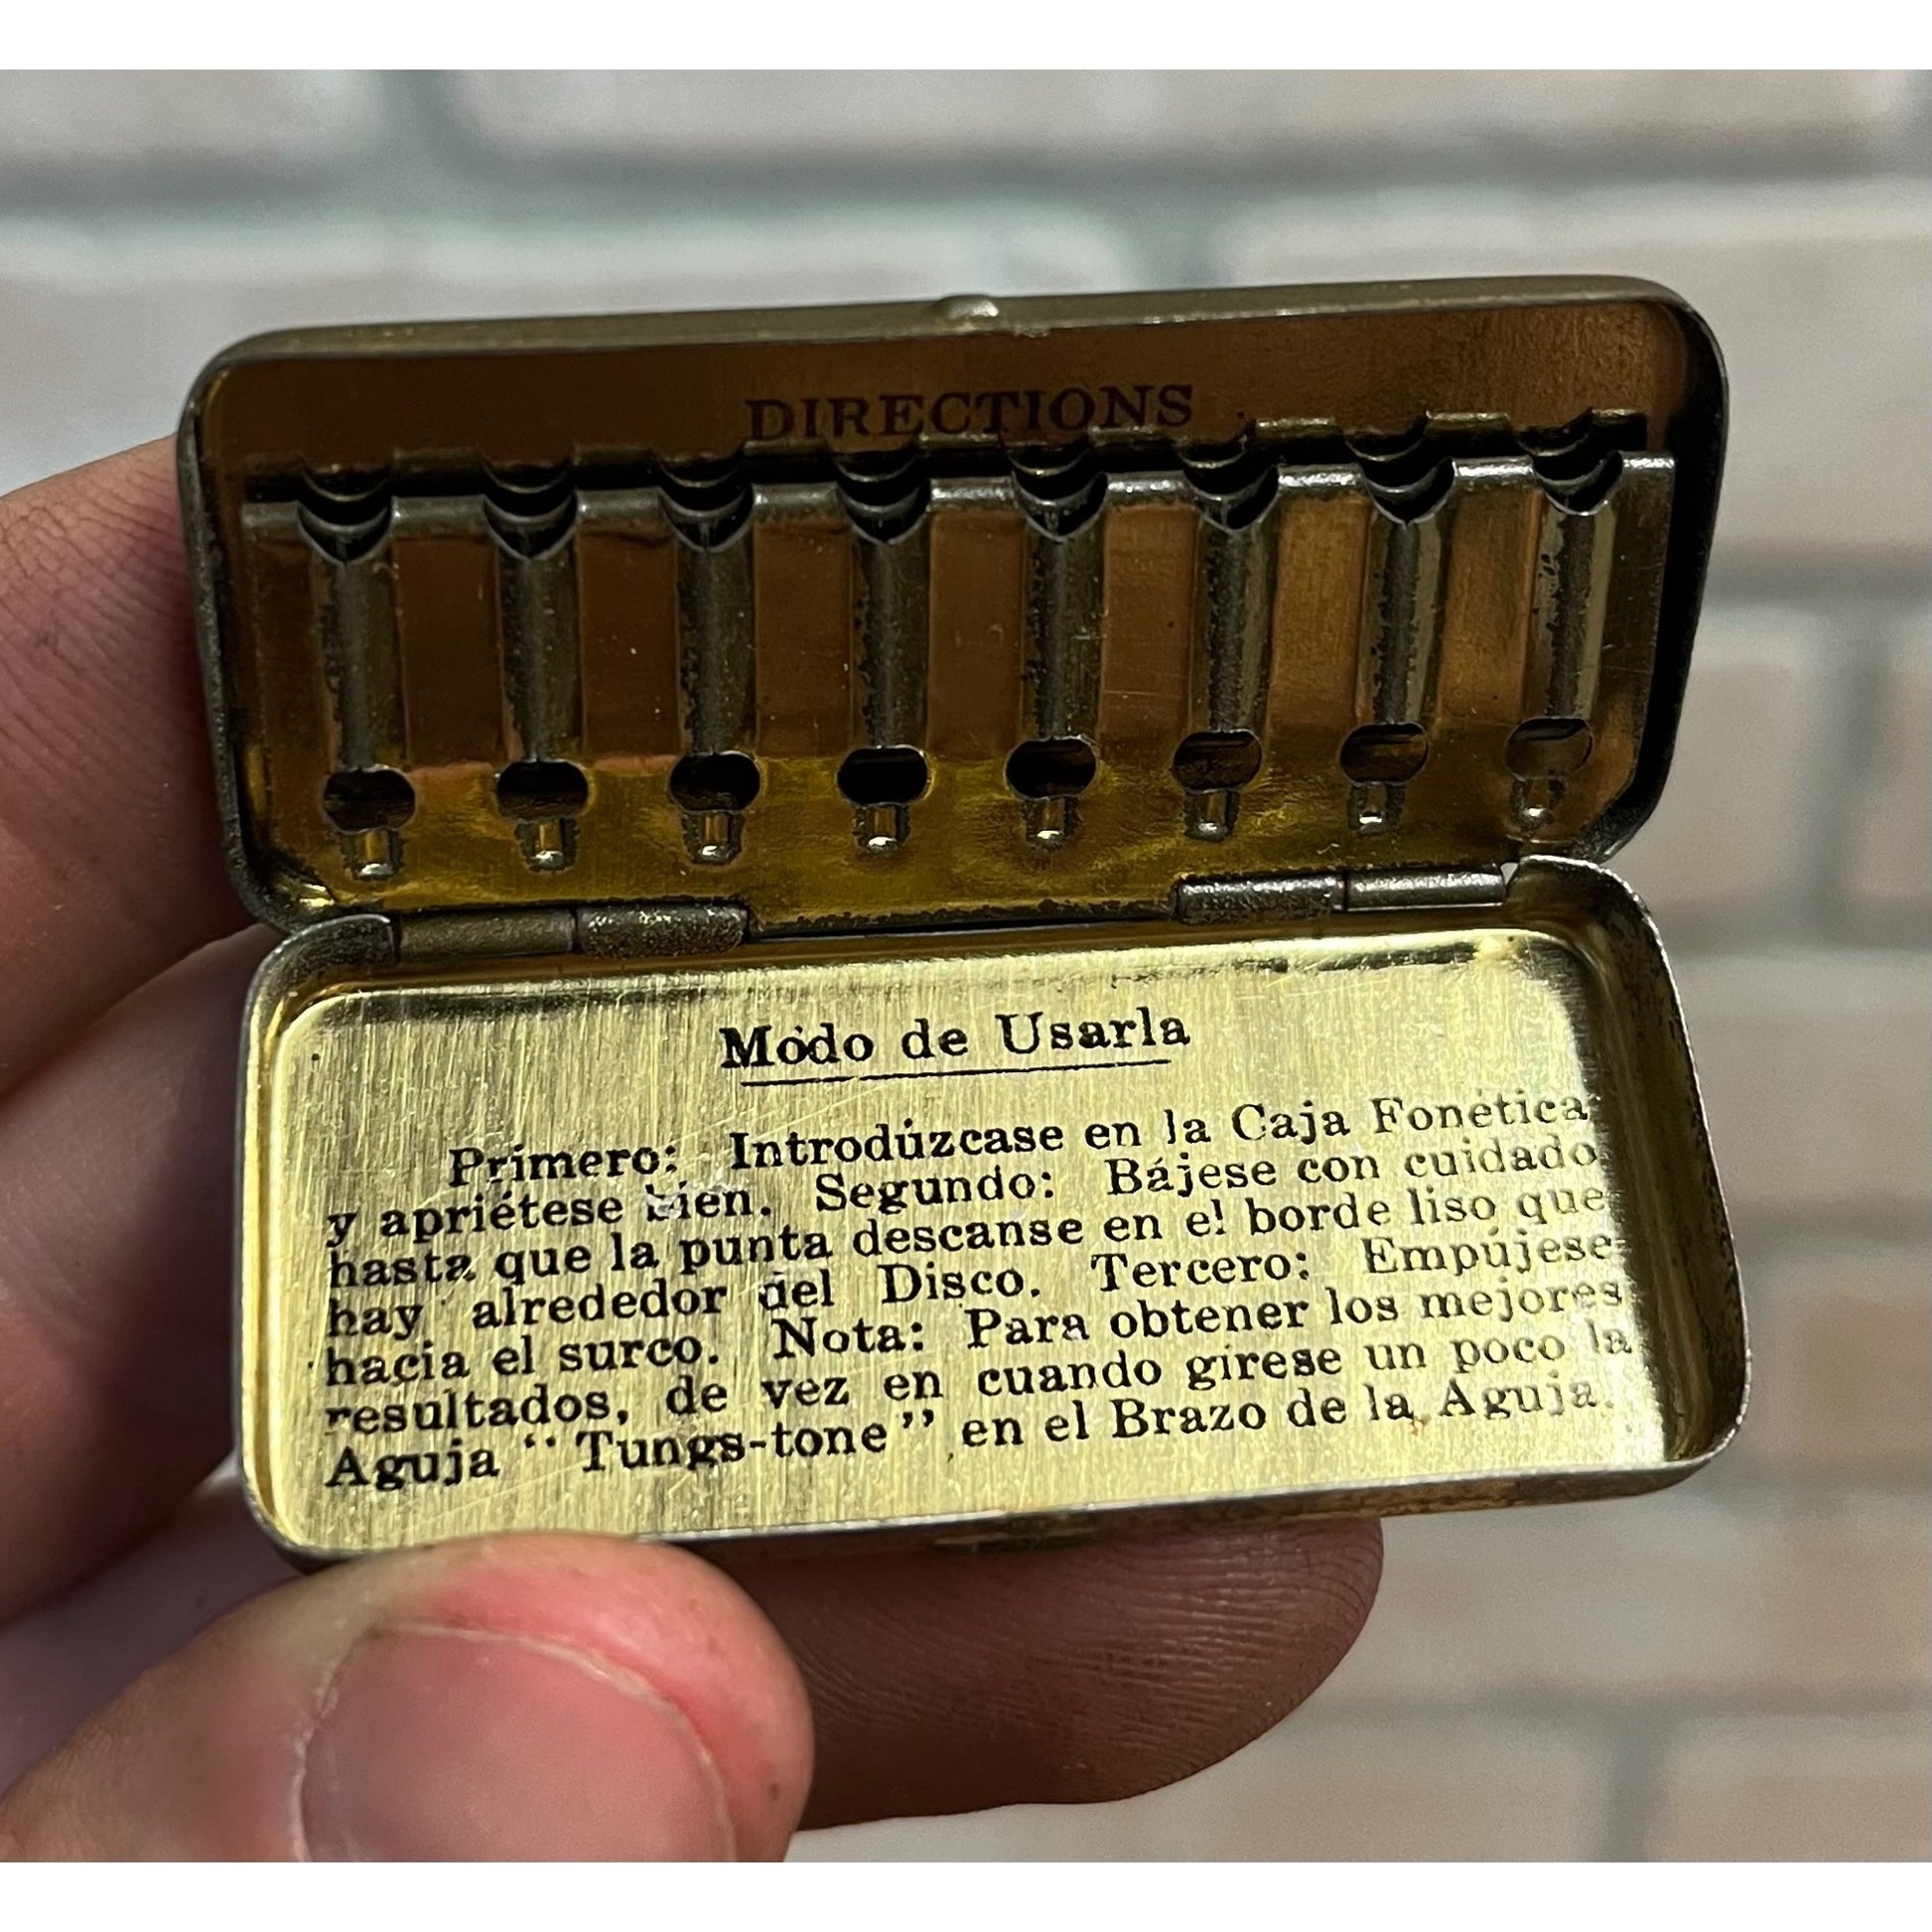 DIRECTIONS
Modo de Usarla
Primero: Introdúzcase en la Caja Fonética
y apriétese bien. Segundo: Bájese con cuidado
hasta que la punta descanse en el borde liso que
hay alrededor del Disco. Tercero: Empújese
hacia el surco. Nota: Para obtener los mejores
resultados, de vez en cuando gírese un poco la
Aguja “Tungs-tone” en el Brazo de la Aguja.